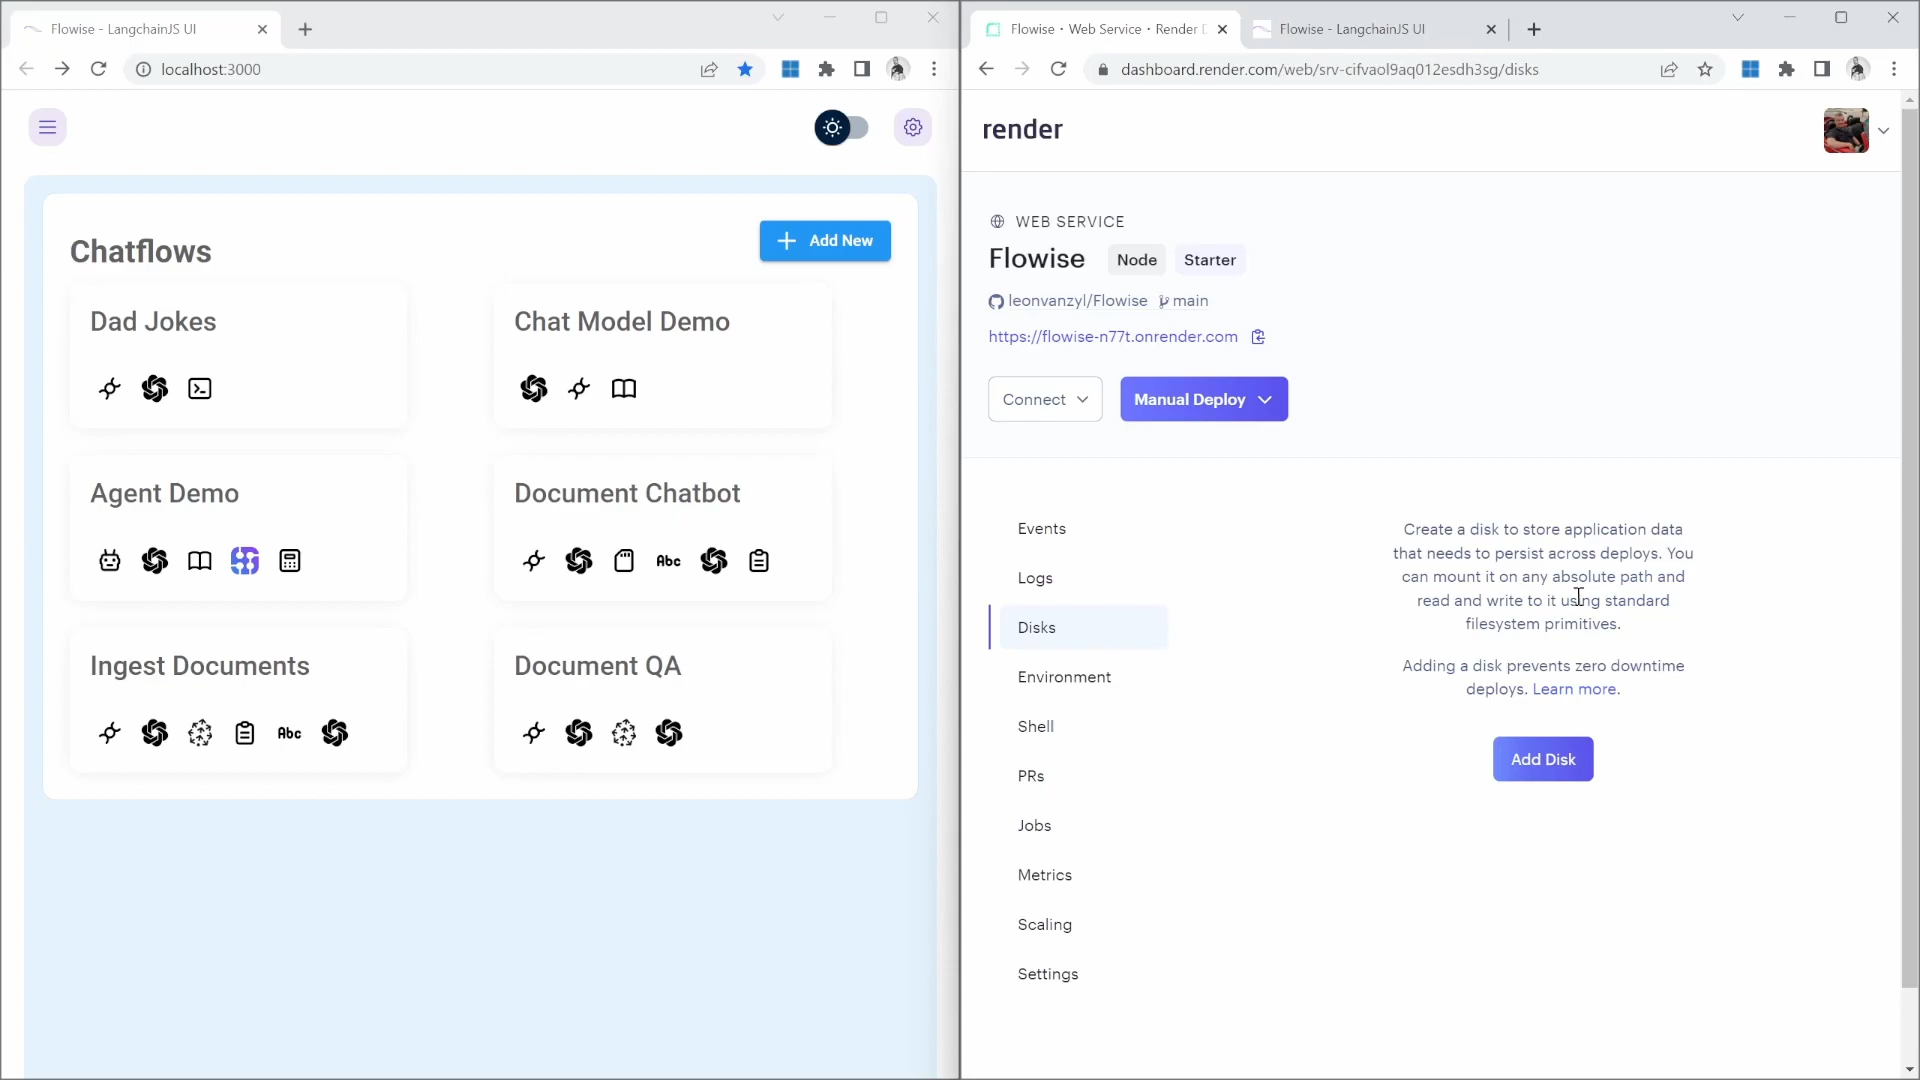 Flowise - LangchainJS UI
localhost:3000
Chatflows
Add New
Dad Jokes
Chat Model Demo
Agent Demo
Document Chatbot
Abc
Ingest Documents
Document QA
Abc
Flowise · Web Service · Render D
Flowise - LangchainJS UI
dashboard.render.com/web/srv-cifvaol9aq012esdh3sg/disks
render
WEB SERVICE
Flowise
Node
Starter
leonvanzyl/Flowise
main
https://flowise-n77t.onrender.com
Connect
Manual Deploy
Events
Logs
Disks
Environment
Shell
PRs
Jobs
Metrics
Scaling
Settings
Create a disk to store application data
that needs to persist across deploys. You
can mount it on any absolute path and
read and write to it using standard
filesystem primitives.
Adding a disk prevents zero downtime
deploys. Learn more.
Add Disk